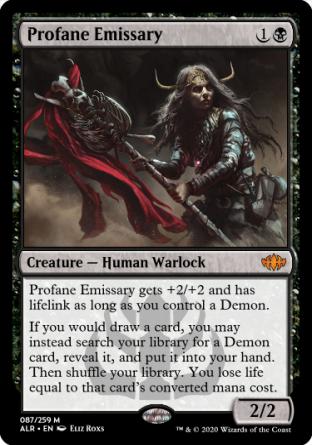 Profane Emissary 1
Creature — Human Warlock
Profane Emissary gets +2/+2 and has
lifelink as long as you control a Demon.
If you would draw a card, you may
instead search your library for a Demon
card, reveal it, and put it into your hand.
Then shuffle your library. You lose life
equal to that card's converted mana cost.
2/2
087/259 M
ALR • EN Eliz Roxs
™ & © 2020 Wizards of the Coast